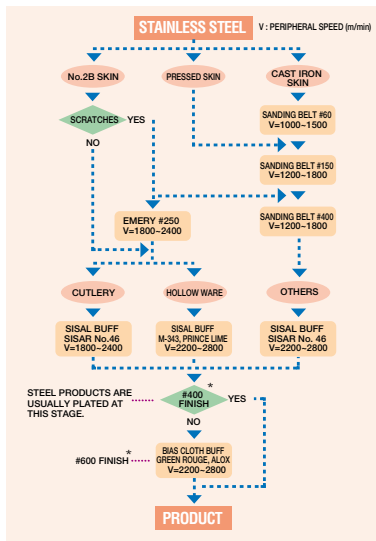 STAINLESS STEEL
V : PERIPHERAL SPEED (m/min)
No.2B SKIN
PRESSED SKIN
CAST IRON
SKIN
SCRATCHES
YES
NO
SANDING BELT #60
V=1000~1500
SANDING BELT #150
V=1200~1800
EMERY #250
V=1800~2400
SANDING BELT #400
V=1200~1800
CUTLERY
HOLLOW WARE
OTHERS
SISAL BUFF
SISAR No.46
V=1800~2400
SISAL BUFF
M-343, PRINCE LIME
V=2200~2800
SISAL BUFF
SISAR No. 46
V=2200~2800
STEEL PRODUCTS ARE
USUALLY PLATED AT
THIS STAGE.
#400
FINISH
*
YES
NO
#600 FINISH*
BIAS CLOTH BUFF
GREEN ROUGE, ALOX
V=2200~2800
PRODUCT